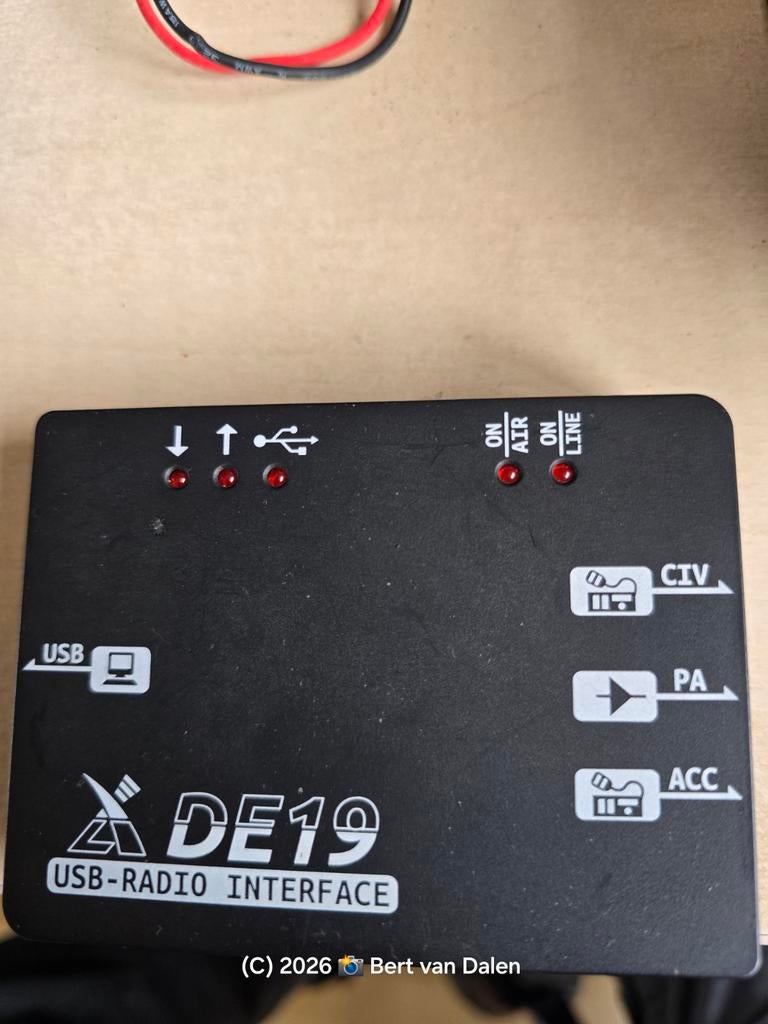 ON AIR
ON LINE
CIV
USB
PA
ACC
DE19
USB-RADIO INTERFACE
(C) 2026 📸 Bert van Dalen